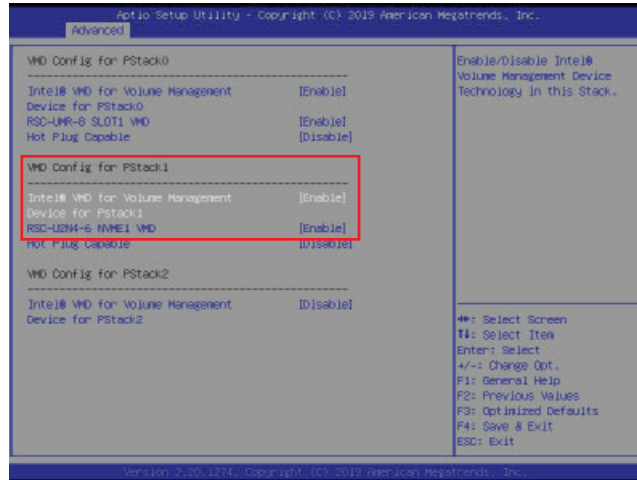 Aptio Setup Utility - Copyright (C) 2019 American Megatrends, Inc.
Advanced
VMD Config for PStack0
Intel® VMD for Volume Management [Enable]
Device for PStack0
RSC-UMR-8 SLOT1 VMD [Enable]
Hot Plug Capable [Disable]
VMD Config for PStack1
Intel® VMD for Volume Management [Enable]
Device for Pstack1
RSC-U2N4-6 NVME1 VMD [Enable]
Hot Plug Capable [Disable]
VMD Config for PStack2
Intel® VMD for Volume Management [Disable]
Device for PStack2
Enable/Disable Intel®
Volume Management Device
Technology in this Stack.
↔: Select Screen
↑↓: Select Item
Enter: Select
+/-: Change Opt.
F1: General Help
F2: Previous Values
F3: Optimized Defaults
F4: Save & Exit
ESC: Exit
Version 2.20.1274. Copyright (C) 2019 American Megatrends, Inc.